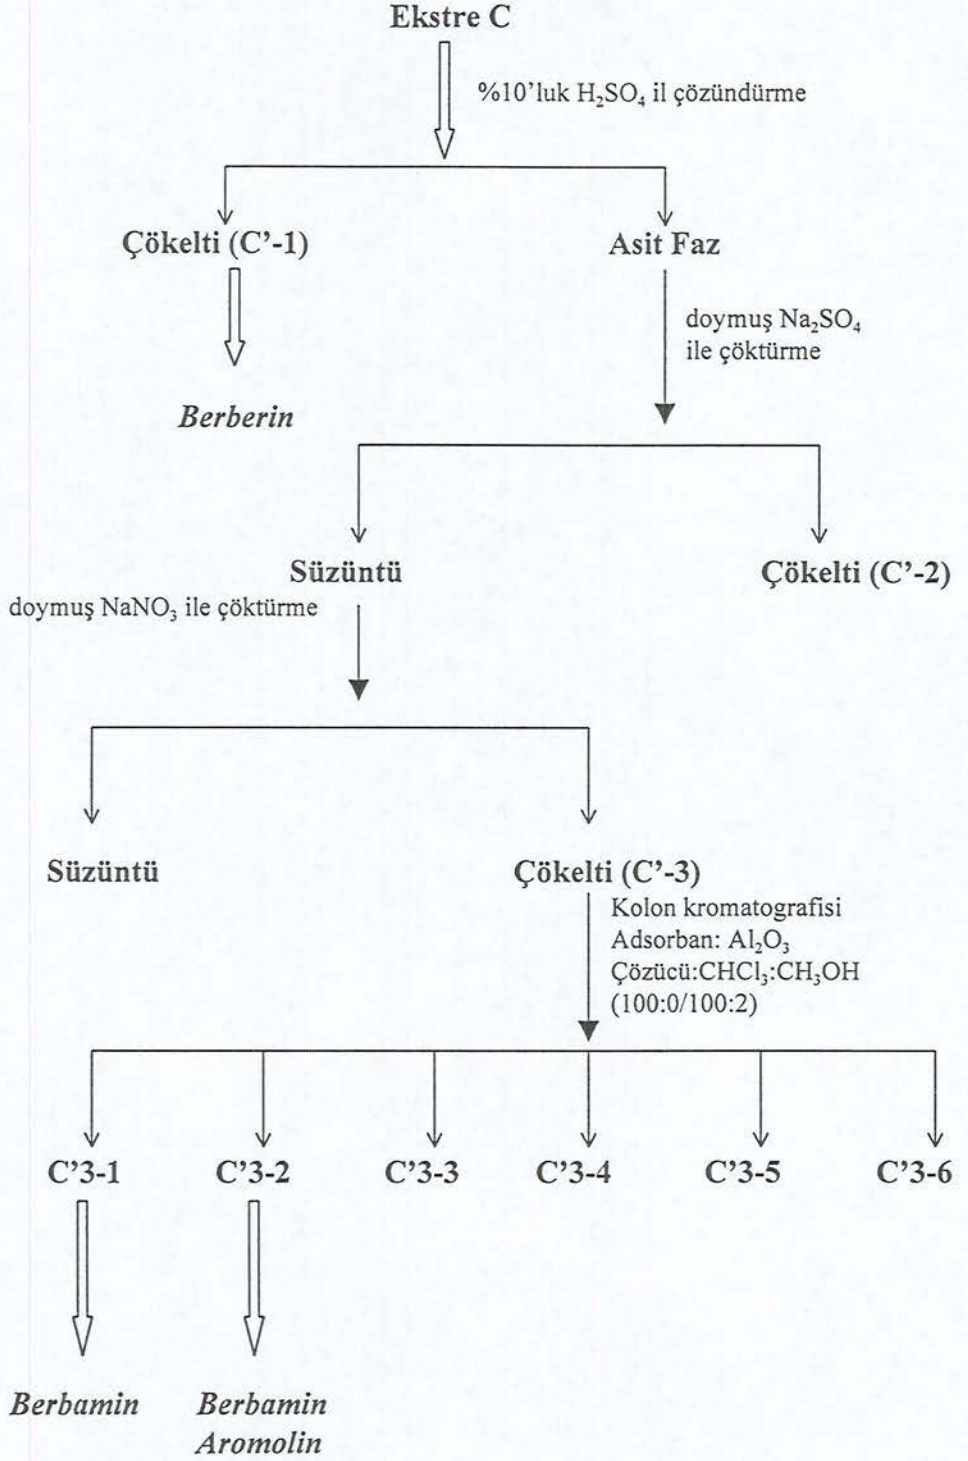 Ekstre C
%10’luk H₂SO₄ il çözündürme
Çökelti (C’-1)
Asit Faz
doymuş Na₂SO₄
ile çöktürme
Berberin
Süzüntü
Çökelti (C’-2)
doymuş NaNO₃ ile çöktürme
Süzüntü
Çökelti (C’-3)
Kolon kromatografisi
Adsorban: Al₂O₃
Çözücü:CHCl₃:CH₃OH
(100:0/100:2)
C’3-1 C’3-2 C’3-3 C’3-4 C’3-5 C’3-6
Berbamin
Berbamin
Aromolin